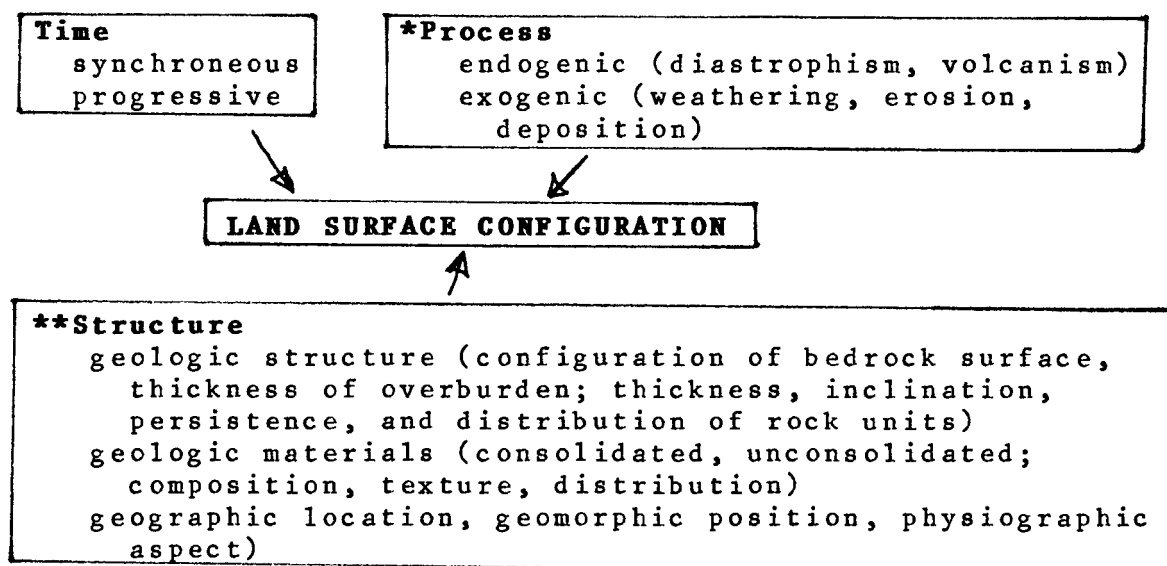 Time
synchroneous
progressive
*Process
endogenic (diastrophism, volcanism)
exogenic (weathering, erosion,
deposition)
LAND SURFACE CONFIGURATION
**Structure
geologic structure (configuration of bedrock surface,
thickness of overburden; thickness, inclination,
persistence, and distribution of rock units)
geologic materials (consolidated, unconsolidated;
composition, texture, distribution)
geographic location, geomorphic position, physiographic
aspect)